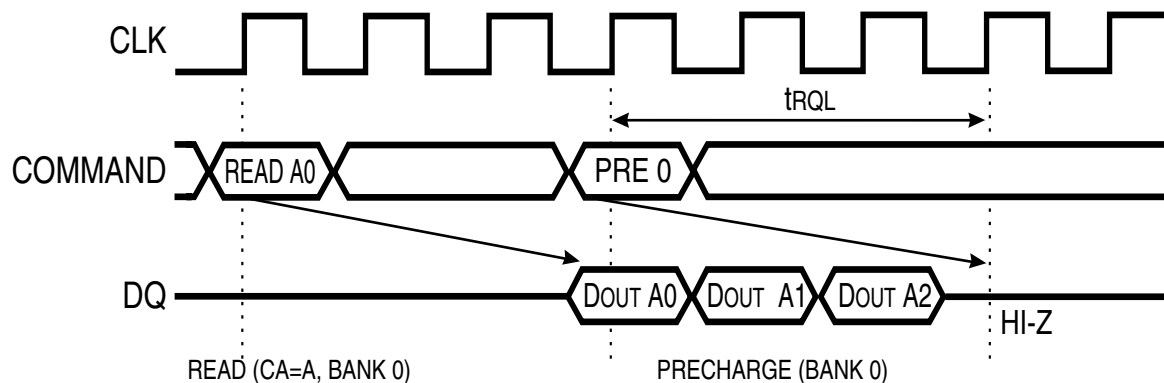 CLK
tRQL
COMMAND READ A0 PRE 0
DQ DOUT A0 DOUT A1 DOUT A2
HI-Z
READ (CA=A, BANK 0) PRECHARGE (BANK 0)